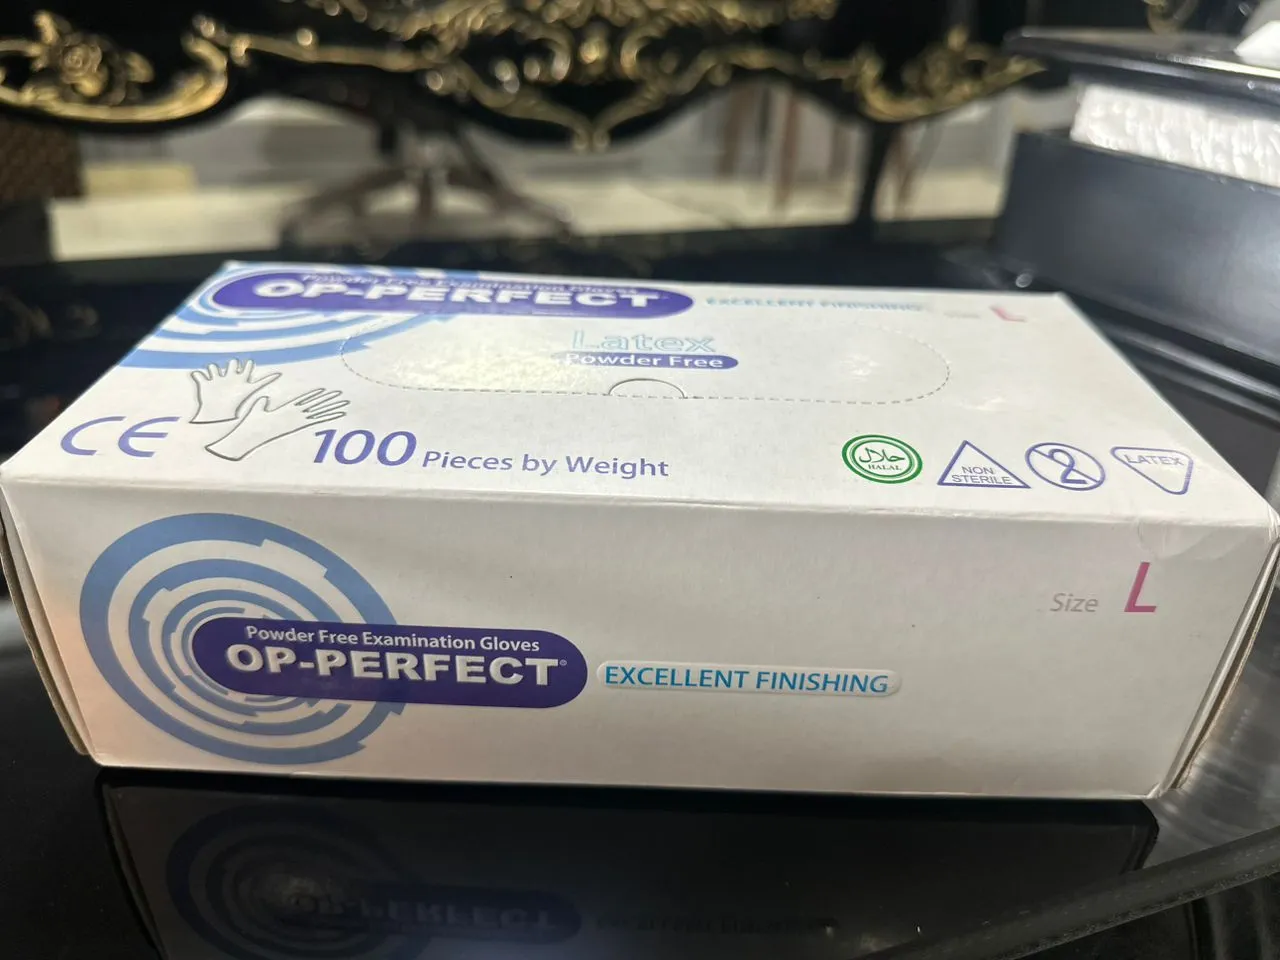 Powder Free Examination Gloves
OP-PERFECT
EXCELLENT FINISHING
L
Latex
Powder Free
CE
100 Pieces by Weight
حلال
HALAL
NON
STERILE
2
LATEX
Size L
Powder Free Examination Gloves
OP-PERFECT®
EXCELLENT FINISHING